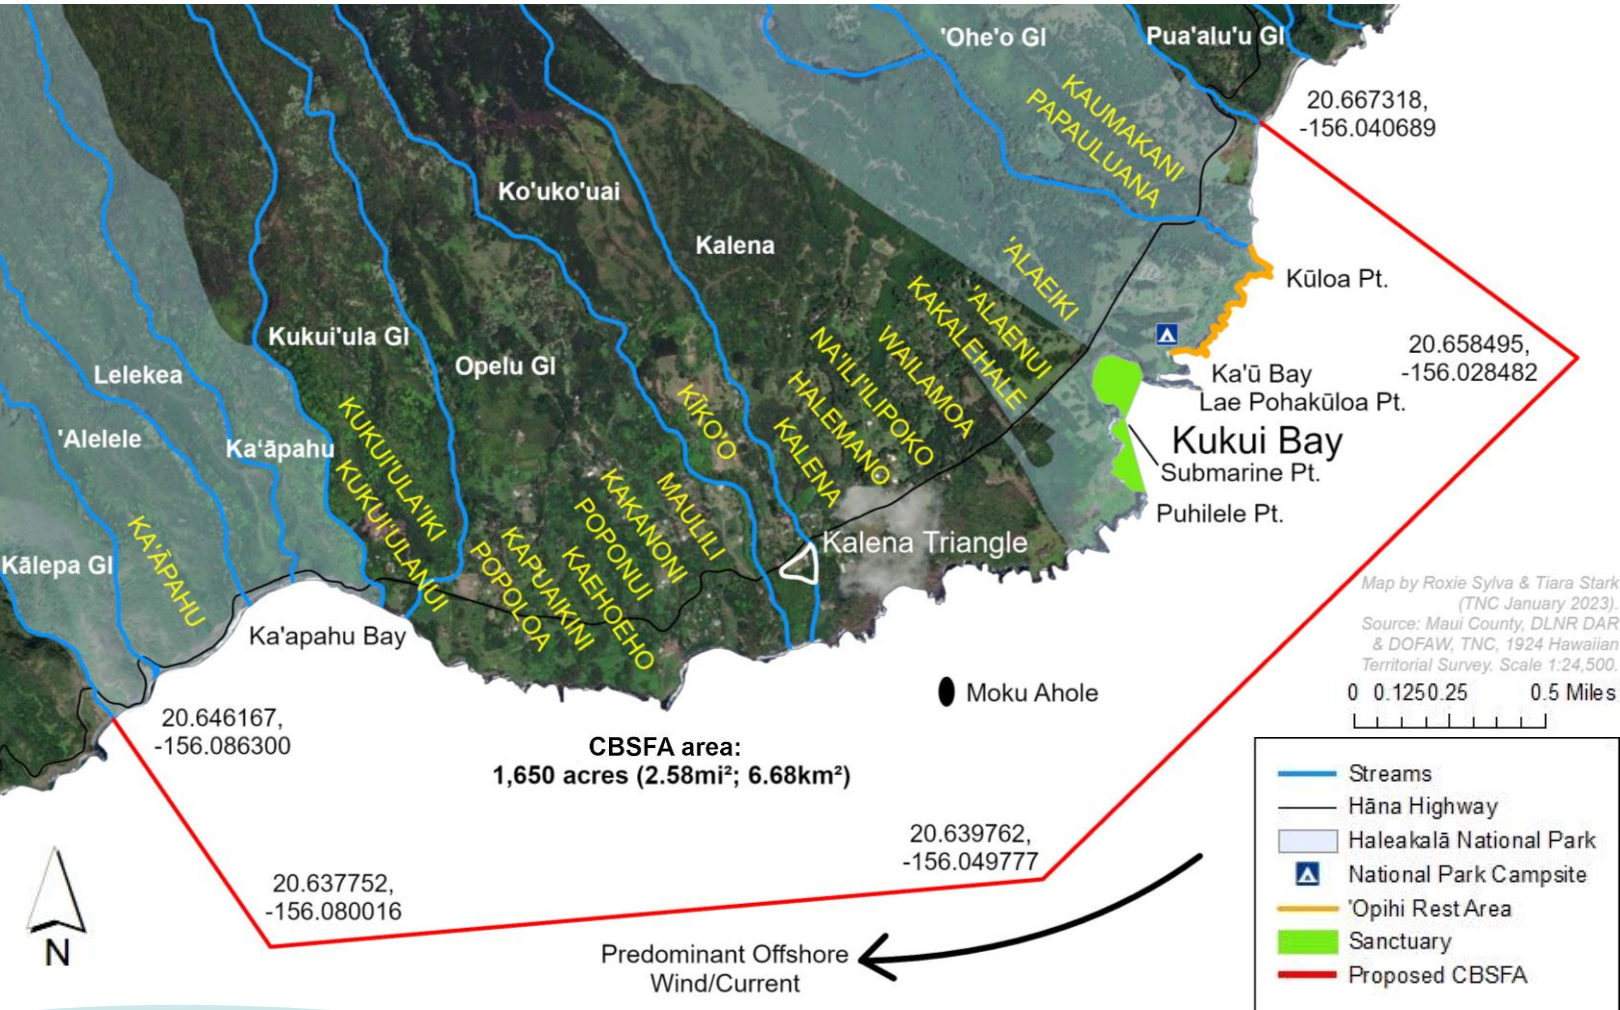 'Ohe'o Gl
Pua'alu'u Gl
KAUMAKANI
PAPAULUANA
20.667318,
-156.040689
Ko'uko'uai
Kalena
'ALAEIKI
'ALAENUI
KAKALEHALE
WAILAMOA
NA'ILI'ILIPOKO
HALEMANO
KALENA
KĪKO'O
MAULILI
KAKANONI
POPONUI
KAEHOEHO
KAPUAIKINI
POPOLOA
KUKUI'ULA'IKI
KUKUI'ULANUI
KA'ĀPAHU
Kūloa Pt.
20.658495,
-156.028482
Kukui'ula Gl
Opelu Gl
Lelekea
'Alelele
Ka‘āpahu
Kālepa Gl
Ka'ū Bay
Lae Pohakūloa Pt.
Kukui Bay
Submarine Pt.
Puhilele Pt.
Kalena Triangle
Ka'apahu Bay
Moku Ahole
Map by Roxie Sylva & Tiara Stark
(TNC January 2023).
Source: Maui County, DLNR DAR
& DOFAW, TNC, 1924 Hawaiian
Territorial Survey. Scale 1:24,500.
0 0.125 0.25 0.5 Miles
20.646167,
-156.086300
CBSFA area:
1,650 acres (2.58mi²; 6.68km²)
20.639762,
-156.049777
20.637752,
-156.080016
Predominant Offshore
Wind/Current
N
Streams
Hāna Highway
Haleakalā National Park
National Park Campsite
'Opihi Rest Area
Sanctuary
Proposed CBSFA